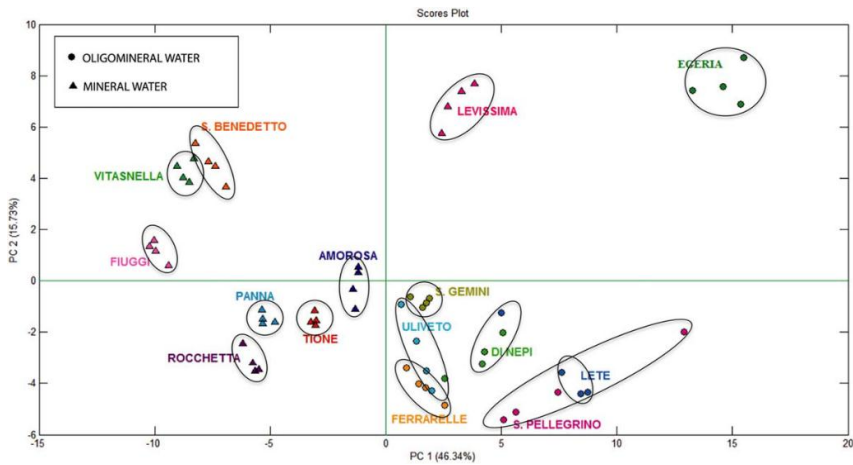 Scores Plot
10
8
6
4
2
0
-2
-4
-6
PC 2 (15.73%)
OLIGOMINERAL WATER
MINERAL WATER
EGERIA
LEVISSIMA
S. BENEDETTO
VITASNELLA
FIUGGI
AMOROSA
PANNA
S. GEMINI
TIONE
ULIVETO
DI NEPI
ROCCHETTA
LETE
FERRARELLE
S. PELLEGRINO
-15
-10
-5
0
5
10
15
20
PC 1 (46.34%)